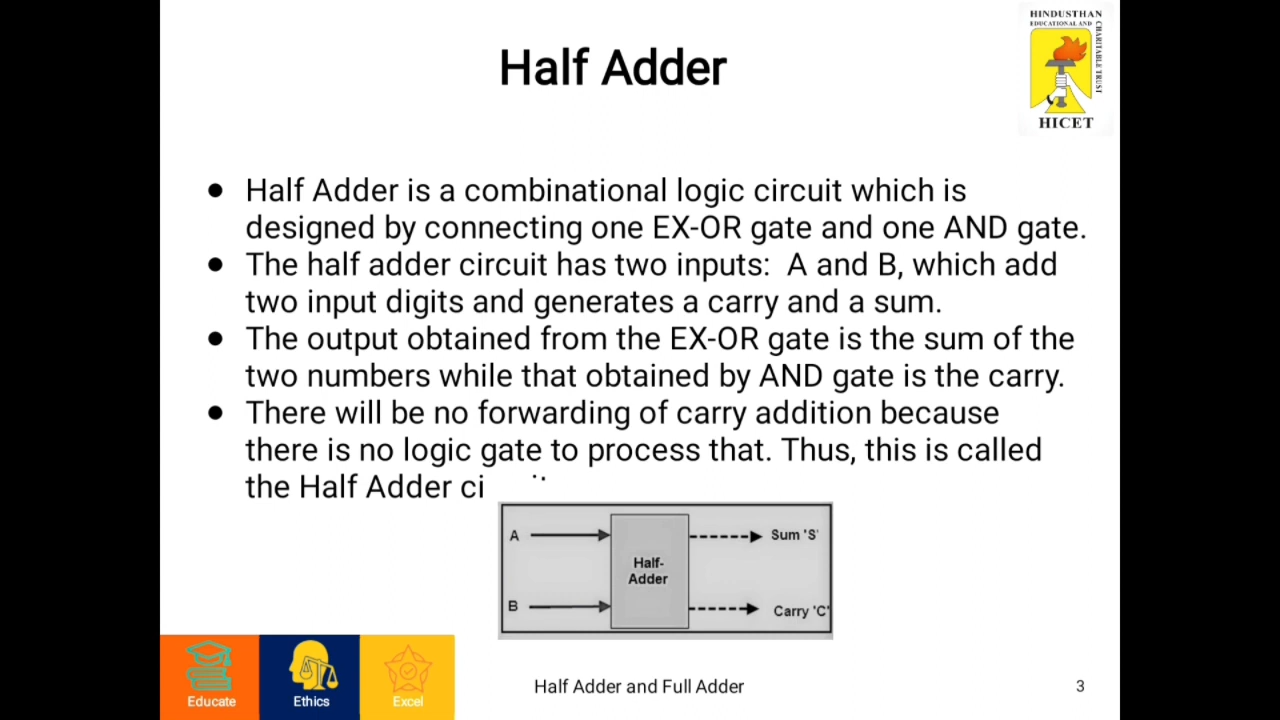 HINDUSTHAN
EDUCATIONAL AND
CHARITABLE TRUST
HICET
Half Adder
● Half Adder is a combinational logic circuit which is
designed by connecting one EX-OR gate and one AND gate.
● The half adder circuit has two inputs:  A and B, which add
two input digits and generates a carry and a sum.
● The output obtained from the EX-OR gate is the sum of the
two numbers while that obtained by AND gate is the carry.
● There will be no forwarding of carry addition because
there is no logic gate to process that. Thus, this is called
the Half Adder ci
A
Sum 'S'
Half-
Adder
B
Carry 'C'
Educate
Ethics
Excel
Half Adder and Full Adder
3